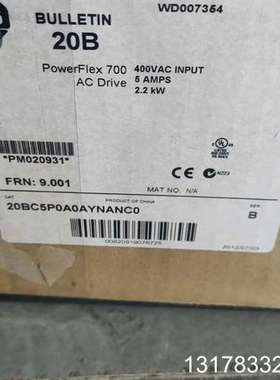 WD007354
BULLETIN
20B
PowerFlex 700
AC Drive
400VAC INPUT
5 AMPS
2.2 kW
*PM020931*
FRN: 9.001
MAT NO. N/A
CAT
20BC5P0A0AYNANC0
PRODUCT OF CHINA
SER
B
13178332